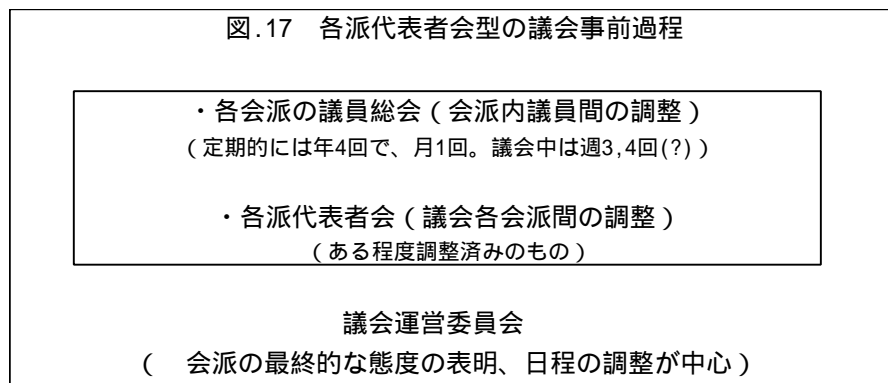 図.17　各派代表者会型の議会事前過程
・各会派の議員総会(会派内議員間の調整)
(定期的には年4回で、月1回。議会中は週3,4回(?))
・各派代表者会(議会各会派間の調整)
(ある程度調整済みのもの)
議会運営委員会
(　会派の最終的な態度の表明、日程の調整が中心)